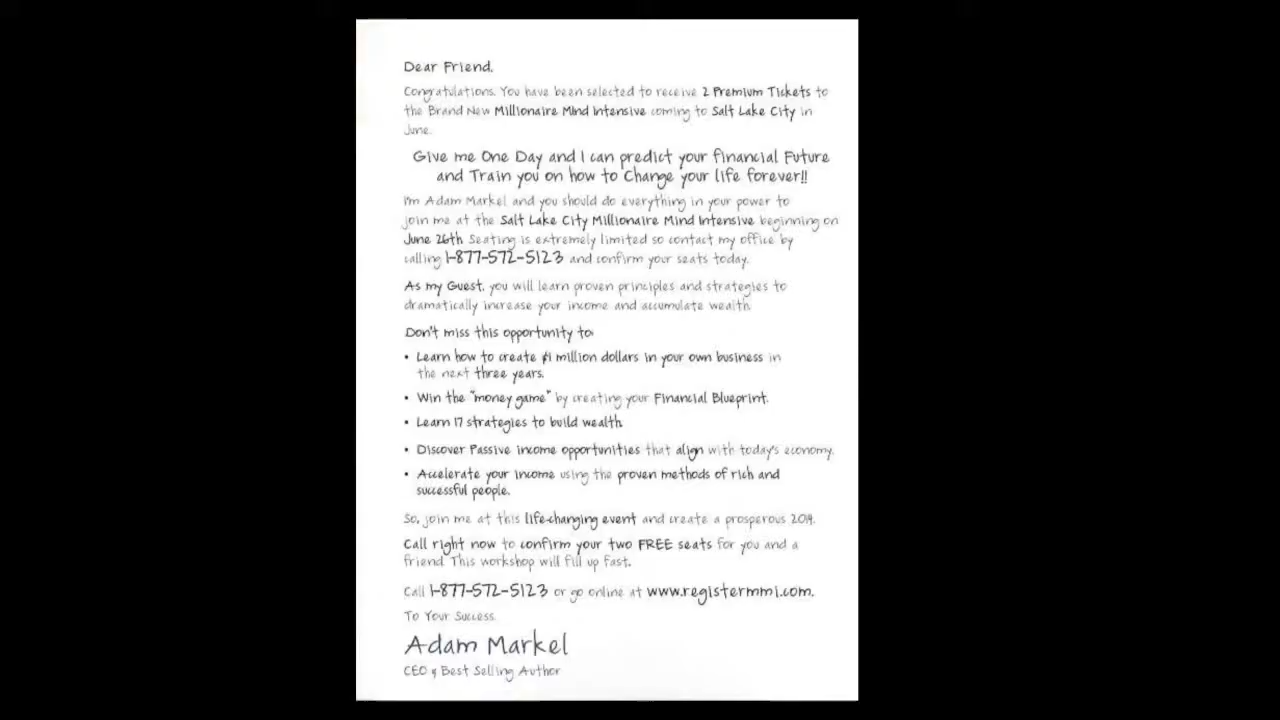 Dear Friend,
Congratulations. You have been selected to receive 2 Premium Tickets to
the Brand New Millionaire Mind Intensive coming to Salt Lake City in
June.
Give me One Day and I can predict your financial Future
and Train you on how to Change your life forever!!
I'm Adam Markel and you should do everything in your power to
join me at the Salt Lake City Millionaire Mind Intensive beginning on
June 26th. Seating is extremely limited so contact my office by
calling 1-877-572-5123 and confirm your seats today.
As my Guest, you will learn proven principles and strategies to
dramatically increase your income and accumulate wealth.
Don't miss this opportunity to:
• Learn how to create $1 million dollars in your own business in
the next three years.
• Win the "money game" by creating your Financial Blueprint.
• Learn 17 strategies to build wealth.
• Discover Passive income opportunities that align with today's economy.
• Accelerate your income using the proven methods of rich and
successful people.
So, join me at this life-changing event and create a prosperous 2014.
Call right now to confirm your two FREE seats for you and a
friend. This workshop will fill up fast.
Call 1-877-572-5123 or go online at www.registermmi.com.
To Your Success,
Adam Markel
CEO & Best Selling Author